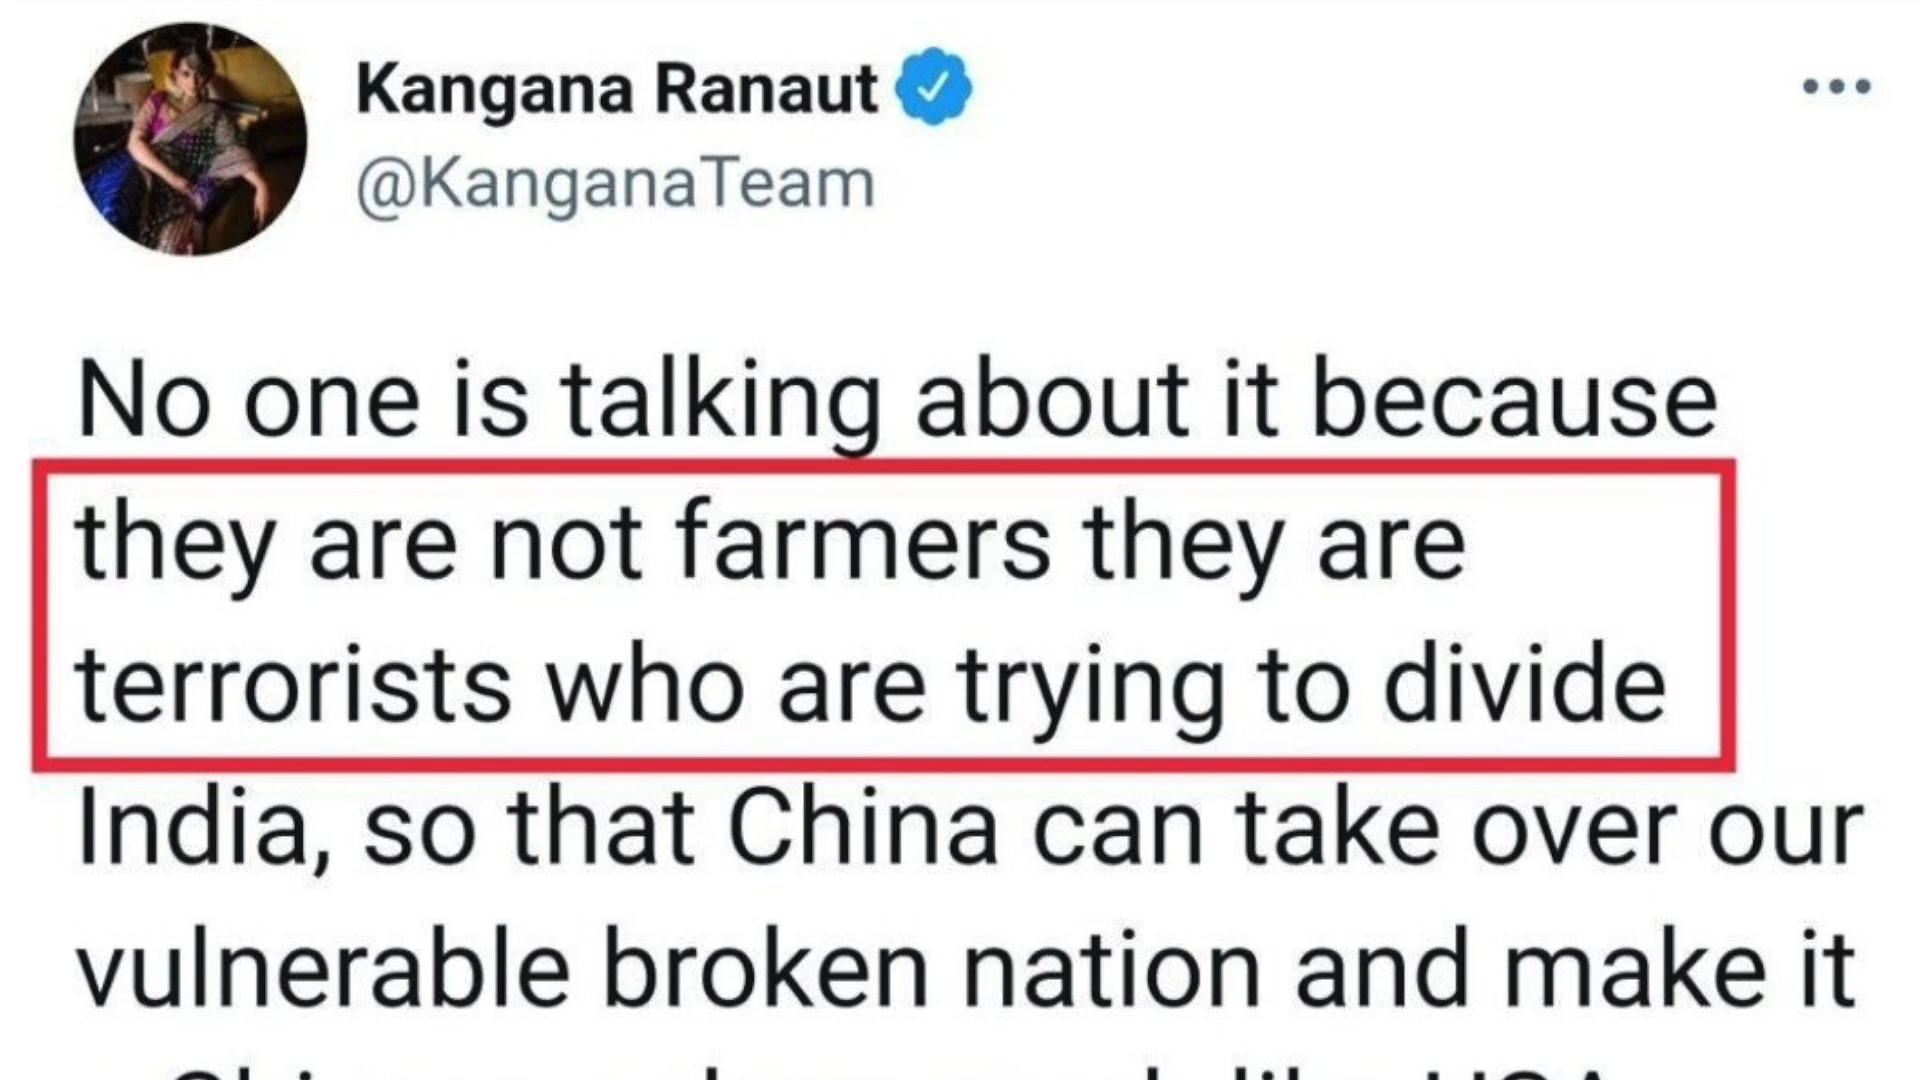 Kangana Ranaut
@KanganaTeam
No one is talking about it because
they are not farmers they are
terrorists who are trying to divide
India, so that China can take over our
vulnerable broken nation and make it